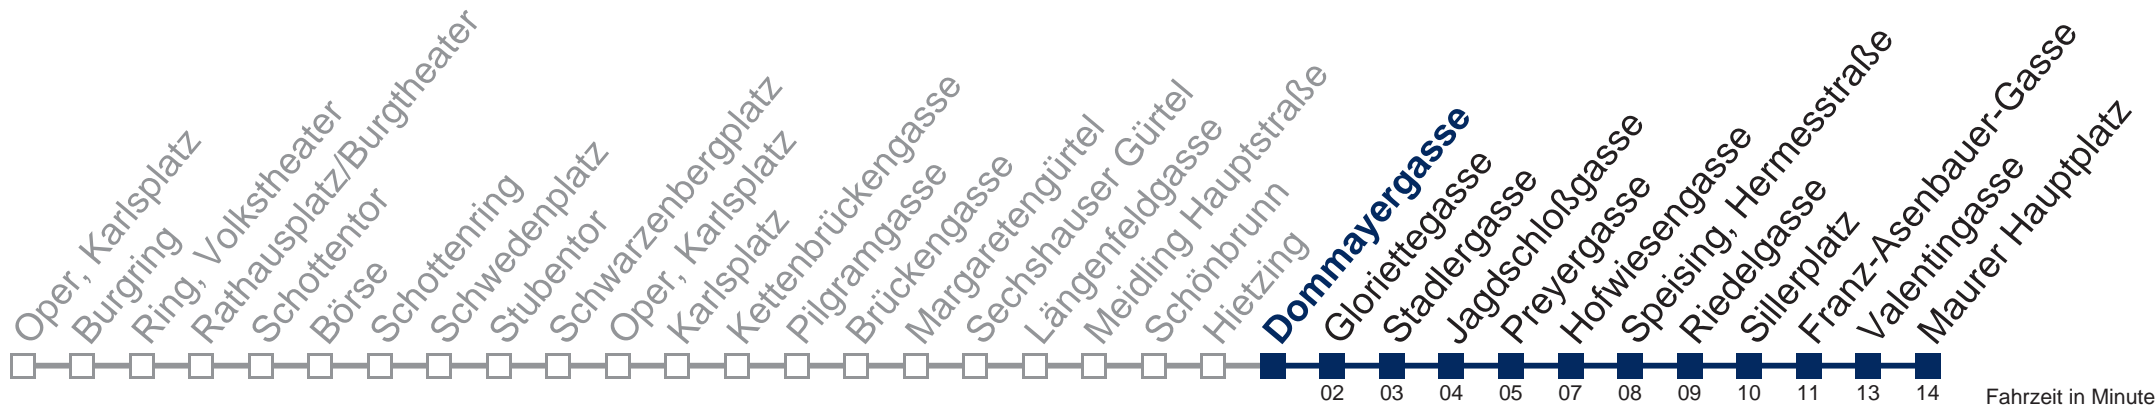 Oper, Karlsplatz
Burgring
Ring, Volkstheater
Rathausplatz/Burgtheater
Schottentor
Börse
Schottenring
Schwedenplatz
Stubentor
Schwarzenbergplatz
Oper, Karlsplatz
Karlsplatz
Kettenbrückengasse
Pilgramgasse
Brückengasse
Margaretengürtel
Sechshauser Gürtel
Längenfeldgasse
Meidling Hauptstraße
Schönbrunn
Hietzing
Dommayergasse
Gloriettegasse
Stadlergasse
Jagdschloßgasse
Preyergasse
Hofwiesengasse
Speising, Hermesstraße
Riedelgasse
Sillerplatz
Franz-Asenbauer-Gasse
Valentingasse
Maurer Hauptplatz
02 03 04 05 07 08 09 10 11 13 14
Fahrzeit in Minute